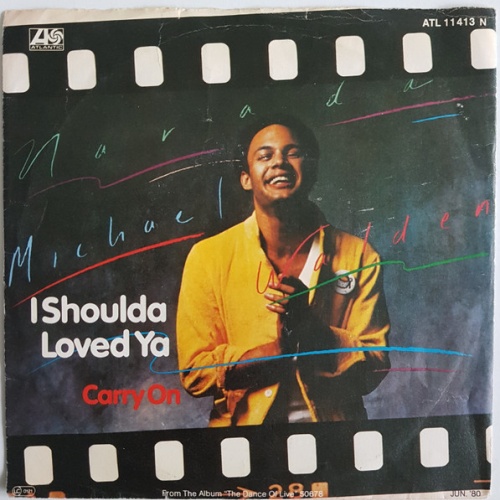 ATLANTIC
ATL 11413 N
Narada
Michael Walden
I Shoulda
Loved Ya
Carry On
From The Album "The Dance Of Live" 50678
JUN. '80